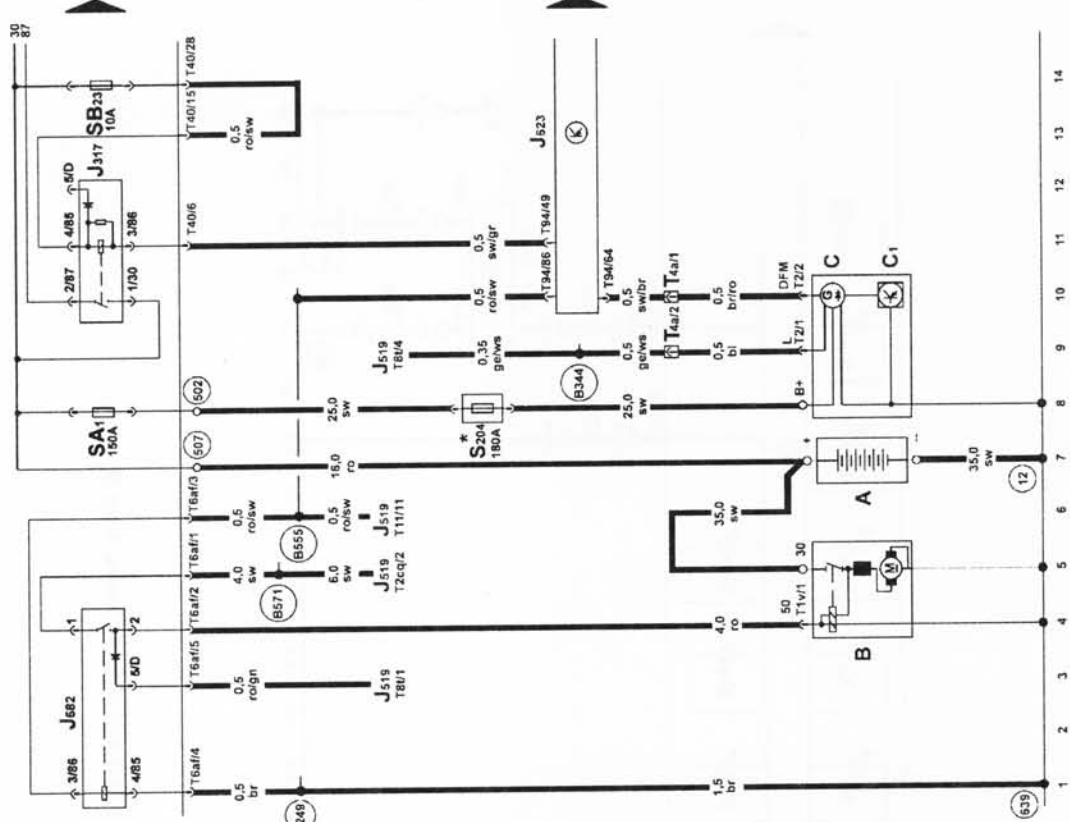 30
87
SB23
10A
T40/28
T40/15
0,5
ro/sw
J317
5/D
4/85
3/86
2/87
1/30
T40/6
0,5
sw/gr
T94/49
J623
K
T94/86
T94/64
0,5
ro/sw
0,5
sw/br
T4a/1
0,5
br/ro
DFM
T2/2
C
G
C1
J519
T8t/4
0,35
ge/ws
B344
0,5
ge/ws
T4a/2
0,5
bl
L
T2/1
SA1
150A
502
25,0
sw
*
S204
180A
25,0
sw
B+
507
16,0
ro
+
–
A
35,0
sw
12
T6af/3
0,5
ro/sw
B555
0,5
ro/sw
J519
T11/11
35,0
sw
T6af/1
4,0
sw
B571
6,0
sw
J519
T2cq/2
30
M
B
J682
1
2
T6af/2
4,0
ro
50
T1v/1
5/D
T6af/5
0,5
ro/gn
J519
T8t/1
3/86
4/85
T6af/4
0,5
br
249
1,5
br
639
1
2
3
4
5
6
7
8
9
10
11
12
13
14